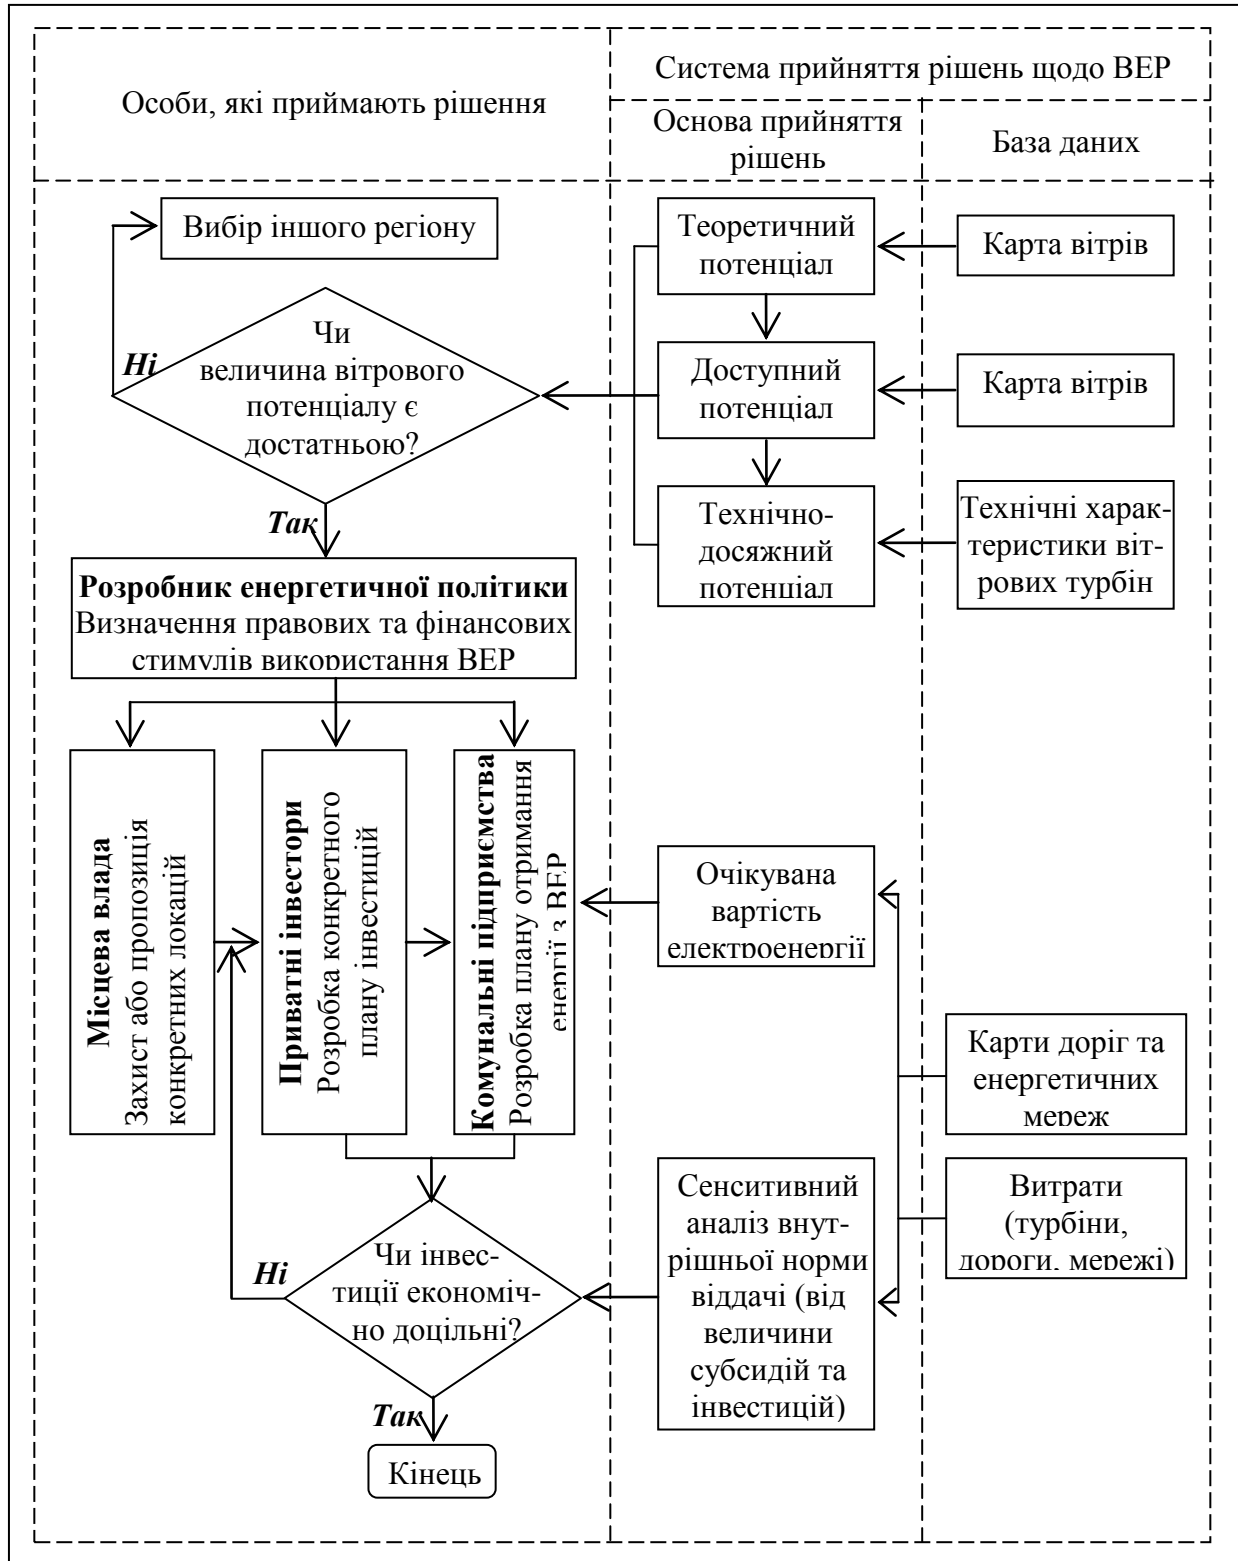 Особи, які приймають рішення
Система прийняття рішень щодо ВЕР
Основа прийняття
рішень
База даних
Вибір іншого регіону
Теоретичний
потенціал
Карта вітрів
Чи
величина вітрового
потенціалу є
достатньою?
Ні
Доступний
потенціал
Карта вітрів
Так
Технічно-
досяжний
потенціал
Технічні харак-
теристики віт-
рових турбін
Розробник енергетичної політики
Визначення правових та фінансових
стимулів використання ВЕР
Місцева влада
Захист або пропозиція
конкретних локацій
Приватні інвестори
Розробка конкретного
плану інвестицій
Комунальні підприємства
Розробка плану отримання
енергії з ВЕР
Очікувана
вартість
електроенергії
Карти доріг та
енергетичних
мереж
Чи інвес-
тиції економіч-
но доцільні?
Ні
Сенситивний
аналіз внут-
рішньої норми
віддачі (від
величини
субсидій та
інвестицій)
Витрати
(турбіни,
дороги, мережі)
Так
Кінець